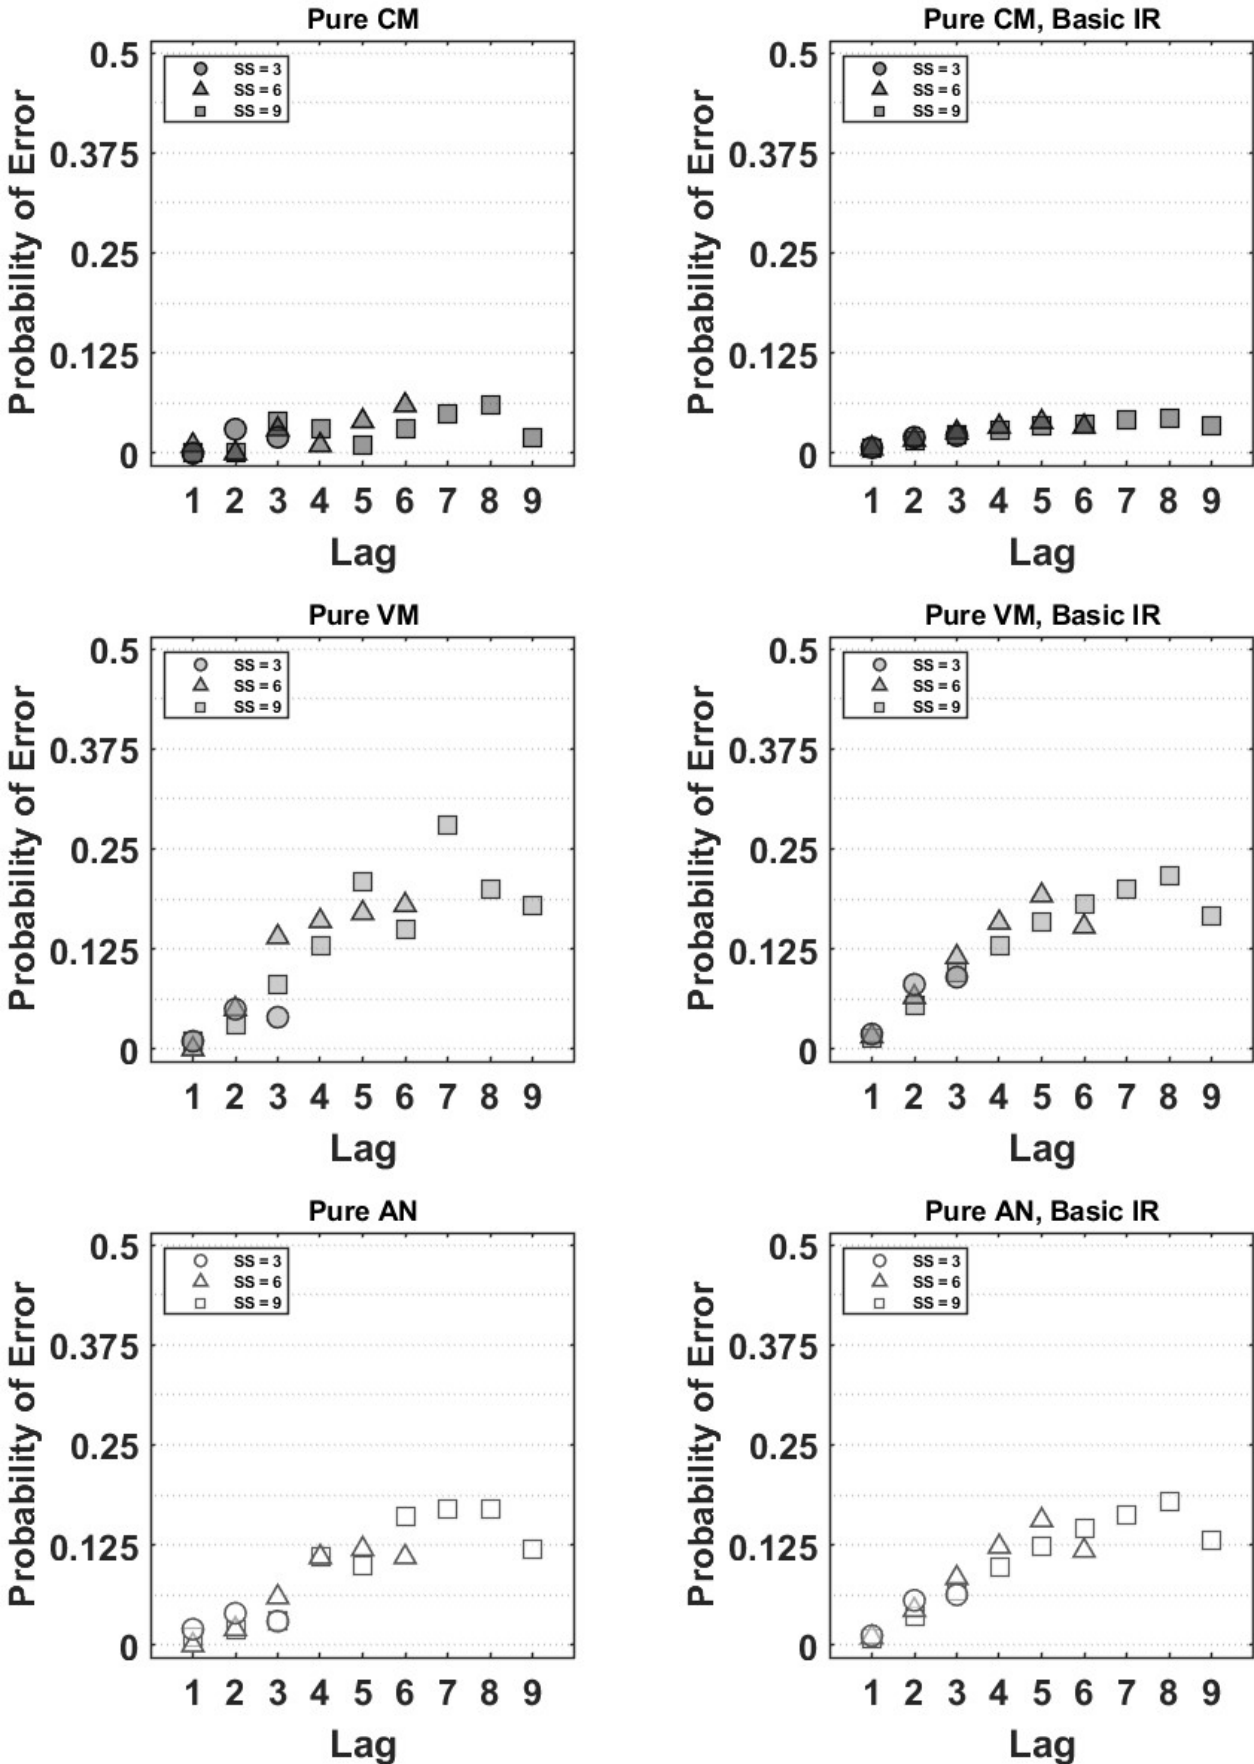 Pure CM
0.5
0.375
0.25
0.125
0
Probability of Error
SS = 3
SS = 6
SS = 9
1 2 3 4 5 6 7 8 9
Lag
Pure CM, Basic IR
0.5
0.375
0.25
0.125
0
Probability of Error
SS = 3
SS = 6
SS = 9
1 2 3 4 5 6 7 8 9
Lag
Pure VM
0.5
0.375
0.25
0.125
0
Probability of Error
SS = 3
SS = 6
SS = 9
1 2 3 4 5 6 7 8 9
Lag
Pure VM, Basic IR
0.5
0.375
0.25
0.125
0
Probability of Error
SS = 3
SS = 6
SS = 9
1 2 3 4 5 6 7 8 9
Lag
Pure AN
0.5
0.375
0.25
0.125
0
Probability of Error
SS = 3
SS = 6
SS = 9
1 2 3 4 5 6 7 8 9
Lag
Pure AN, Basic IR
0.5
0.375
0.25
0.125
0
Probability of Error
SS = 3
SS = 6
SS = 9
1 2 3 4 5 6 7 8 9
Lag